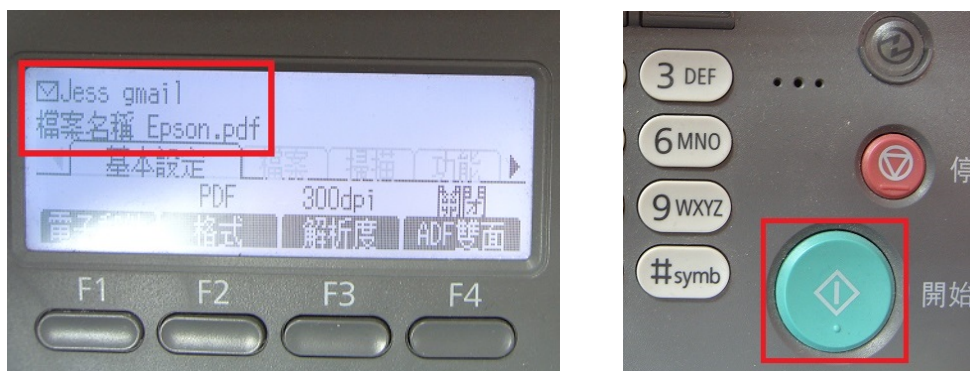 Jess gmail
檔案名稱 Epson.pdf
基本設定 檔案 掃描 功能
PDF 300dpi 關閉
格式 解析度 ADF雙面
F1 F2 F3 F4
3 DEF
6 MNO
9 WXYZ
#symb
開始